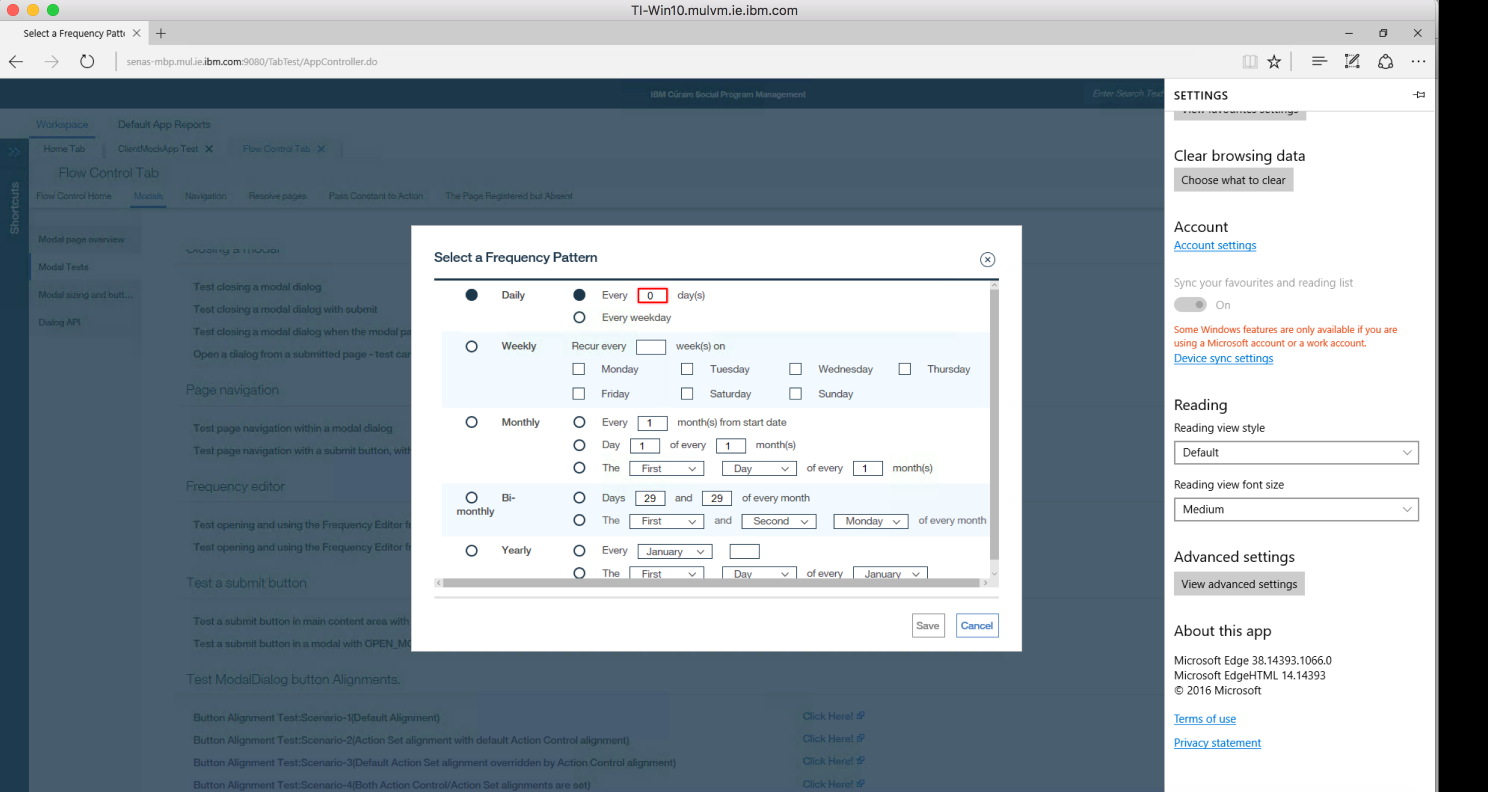 TI-Win10.mulvm.ie.ibm.com
Select a Frequency Patt
senas-mbp.mul.ie.ibm.com:9080/TabTest/AppController.do
IBM Cúram Social Program Management
Enter Search Text
Workspace Default App Reports
Home Tab ClientMockApp Test Flow Control Tab
Flow Control Tab
Flow Control Home Modals Navigation Resolve pages Pass Constant to Action The Page Registered but Absent
Shortcuts
Modal page overview
Modal Tests
Modal sizing and butt...
Dialog API
Closing a modal
Test closing a modal dialog
Test closing a modal dialog with submit
Test closing a modal dialog when the modal pa
Open a dialog from a submitted page - test can
Page navigation
Test page navigation within a modal dialog
Test page navigation with a submit button, with
Frequency editor
Test opening and using the Frequency Editor fr
Test opening and using the Frequency Editor fr
Test a submit button
Test a submit button in main content area with
Test a submit button in a modal with OPEN_MO
Test ModalDialog button Alignments.
Button Alignment Test:Scenario-1(Default Alignment) Click Here!
Button Alignment Test:Scenario-2(Action Set alignment with default Action Control alignment) Click Here!
Button Alignment Test:Scenario-3(Default Action Set alignment overridden by Action Control alignment) Click Here!
Button Alignment Test:Scenario-4(Both Action Control/Action Set alignments are set) Click Here!
Select a Frequency Pattern
Daily Every 0 day(s)
Every weekday
Weekly Recur every week(s) on
Monday Tuesday Wednesday Thursday
Friday Saturday Sunday
Monthly Every 1 month(s) from start date
Day 1 of every 1 month(s)
The First Day of every 1 month(s)
Bi-
monthly
Days 29 and 29 of every month
The First and Second Monday of every month
Yearly Every January
The First Day of every January
Save Cancel
SETTINGS
View favourites settings
Clear browsing data
Choose what to clear
Account
Account settings
Sync your favourites and reading list
On
Some Windows features are only available if you are
using a Microsoft account or a work account.
Device sync settings
Reading
Reading view style
Default
Reading view font size
Medium
Advanced settings
View advanced settings
About this app
Microsoft Edge 38.14393.1066.0
Microsoft EdgeHTML 14.14393
© 2016 Microsoft
Terms of use
Privacy statement